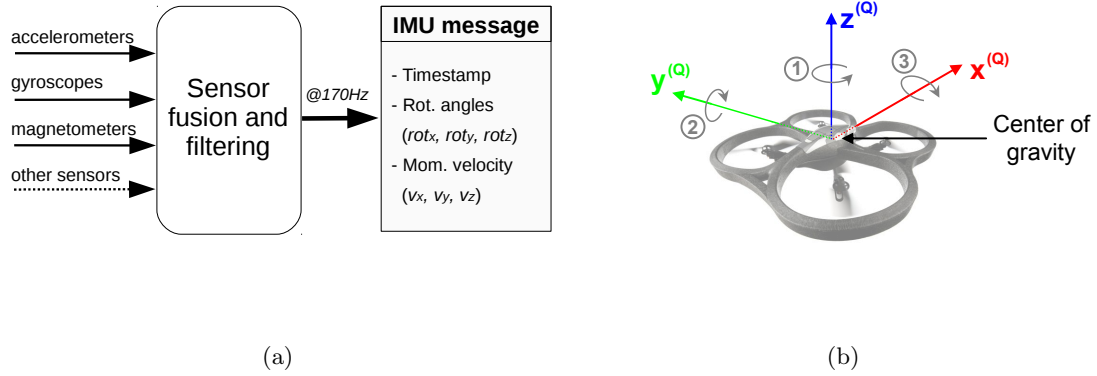 accelerometers
gyroscopes
magnetometers
other sensors
Sensor
fusion and
filtering
@170Hz
IMU message
- Timestamp
- Rot. angles
(rotx, roty, rotz)
- Mom. velocity
(vx, vy, vz)
(a)
z(Q)
1
3
x(Q)
y(Q)
2
Center of
gravity
(b)